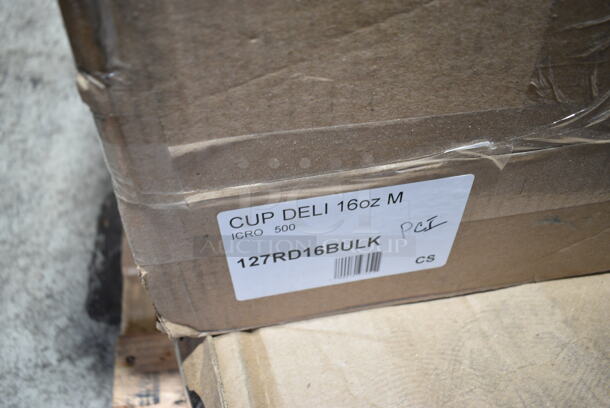 CUP DELI 16oz M
ICRO 500
PCI
127RD16BULK
CS